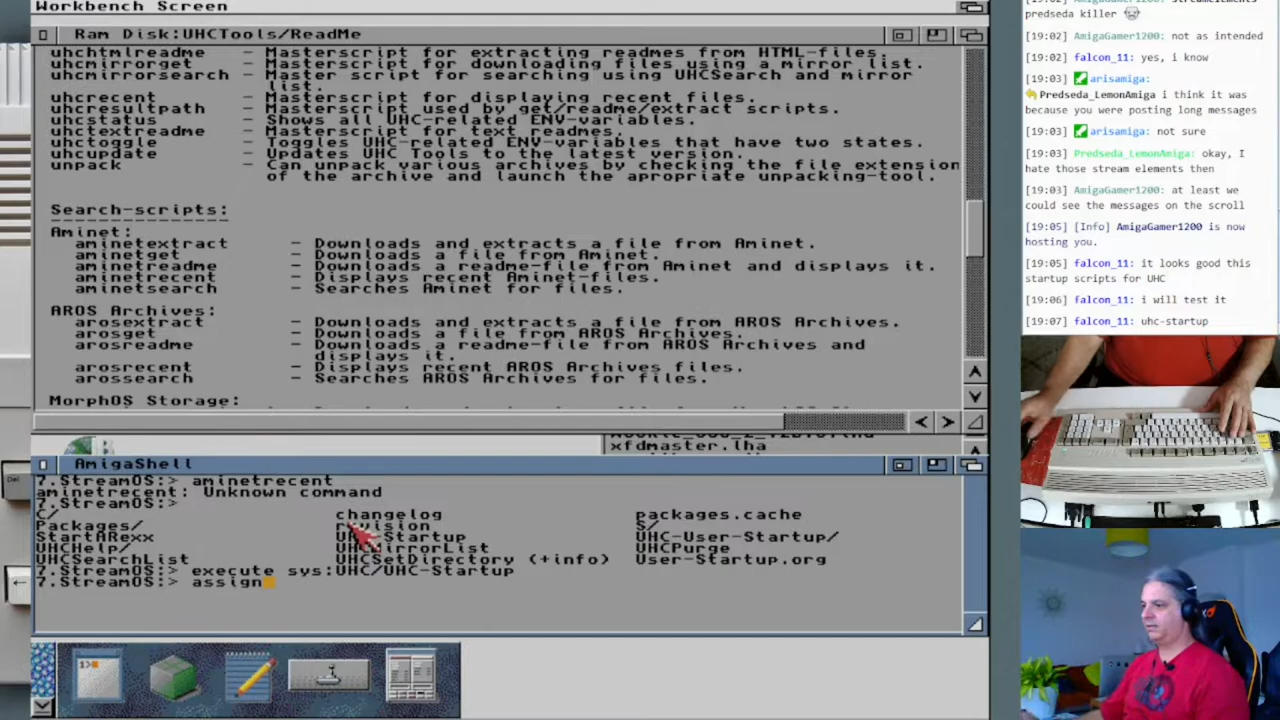 Workbench Screen
Ram Disk:UHCTools/ReadMe
uhchtmlreadme - Masterscript for extracting readmes from HTML-files.
uhcmirrorget - Masterscript for downloading files using a mirror list.
uhcmirrorsearch - Master script for searching using UHCSearch and mirror
list.
uhcrecent - Masterscript for displaying recent files.
uhcresultpath - Masterscript used by get/readme/extract scripts.
uhcstatus - Shows all UHC-related ENV-variables.
uhctextreadme - Masterscript for text readmes.
uhctoggle - Toggles UHC-related ENV-variables that have two states.
uhcupdate - Updates UHC Tools to the latest version.
unpack - Can unpack various archives by checking the file extension
of the archive and launch the apropriate unpacking-tool.
Search-scripts:
---------------
Aminet:
aminetextract - Downloads and extracts a file from Aminet.
aminetget - Downloads a file from Aminet.
aminetreadme - Downloads a readme-file from Aminet and displays it.
aminetrecent - Displays recent Aminet-files.
aminetsearch - Searches Aminet for files.
AROS Archives:
arosextract - Downloads and extracts a file from AROS Archives.
arosget - Downloads a file from AROS Archives.
arosreadme - Downloads a readme-file from AROS Archives and
displays it.
arosrecent - Displays recent AROS Archives files.
arossearch - Searches AROS Archives for files.
MorphOS Storage:
xfdmaster.lha
AmigaShell
7.StreamOS:> aminetrecent
aminetrecent: Unknown command
7.StreamOS:>
C/ changelog packages.cache
Packages/ revision S/
StartARexx UHC-Startup UHC-User-Startup/
UHCHelp/ UHCMirrorList UHCPurge
UHCSearchList UHCSetDirectory (+info) User-Startup.org
7.StreamOS:> execute sys:UHC/UHC-Startup
7.StreamOS:> assign
1>
Del
predseda killer
[19:02] AmigaGamer1200: not as intended
[19:02] falcon_11: yes, i know
[19:03] arisamiga:
Predseda_LemonAmiga i think it was
because you were posting long messages
[19:03] arisamiga: not sure
[19:03] Predseda_LemonAmiga: okay, I
hate those stream elements then
[19:03] AmigaGamer1200: at least we
could see the messages on the scroll
[19:05] [Info] AmigaGamer1200 is now
hosting you.
[19:05] falcon_11: it looks good this
startup scripts for UHC
[19:06] falcon_11: i will test it
[19:07] falcon_11: uhc-startup